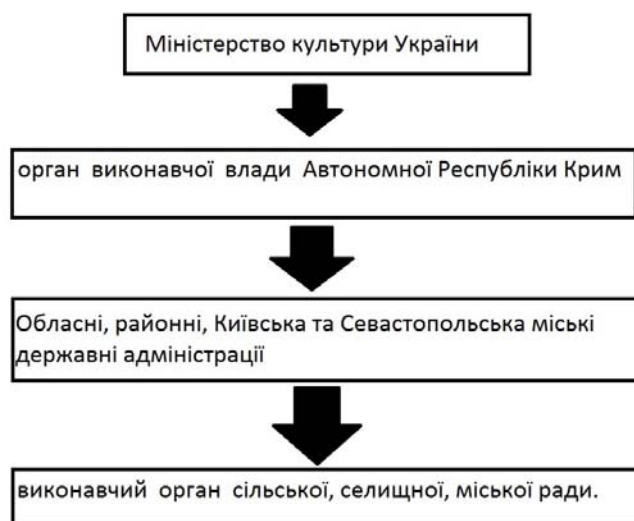 Міністерство культури України
орган виконавчої влади Автономної Республіки Крим
Обласні, районні, Київська та Севастопольська міські
державні адміністрації
виконавчий орган сільської, селищної, міської ради.